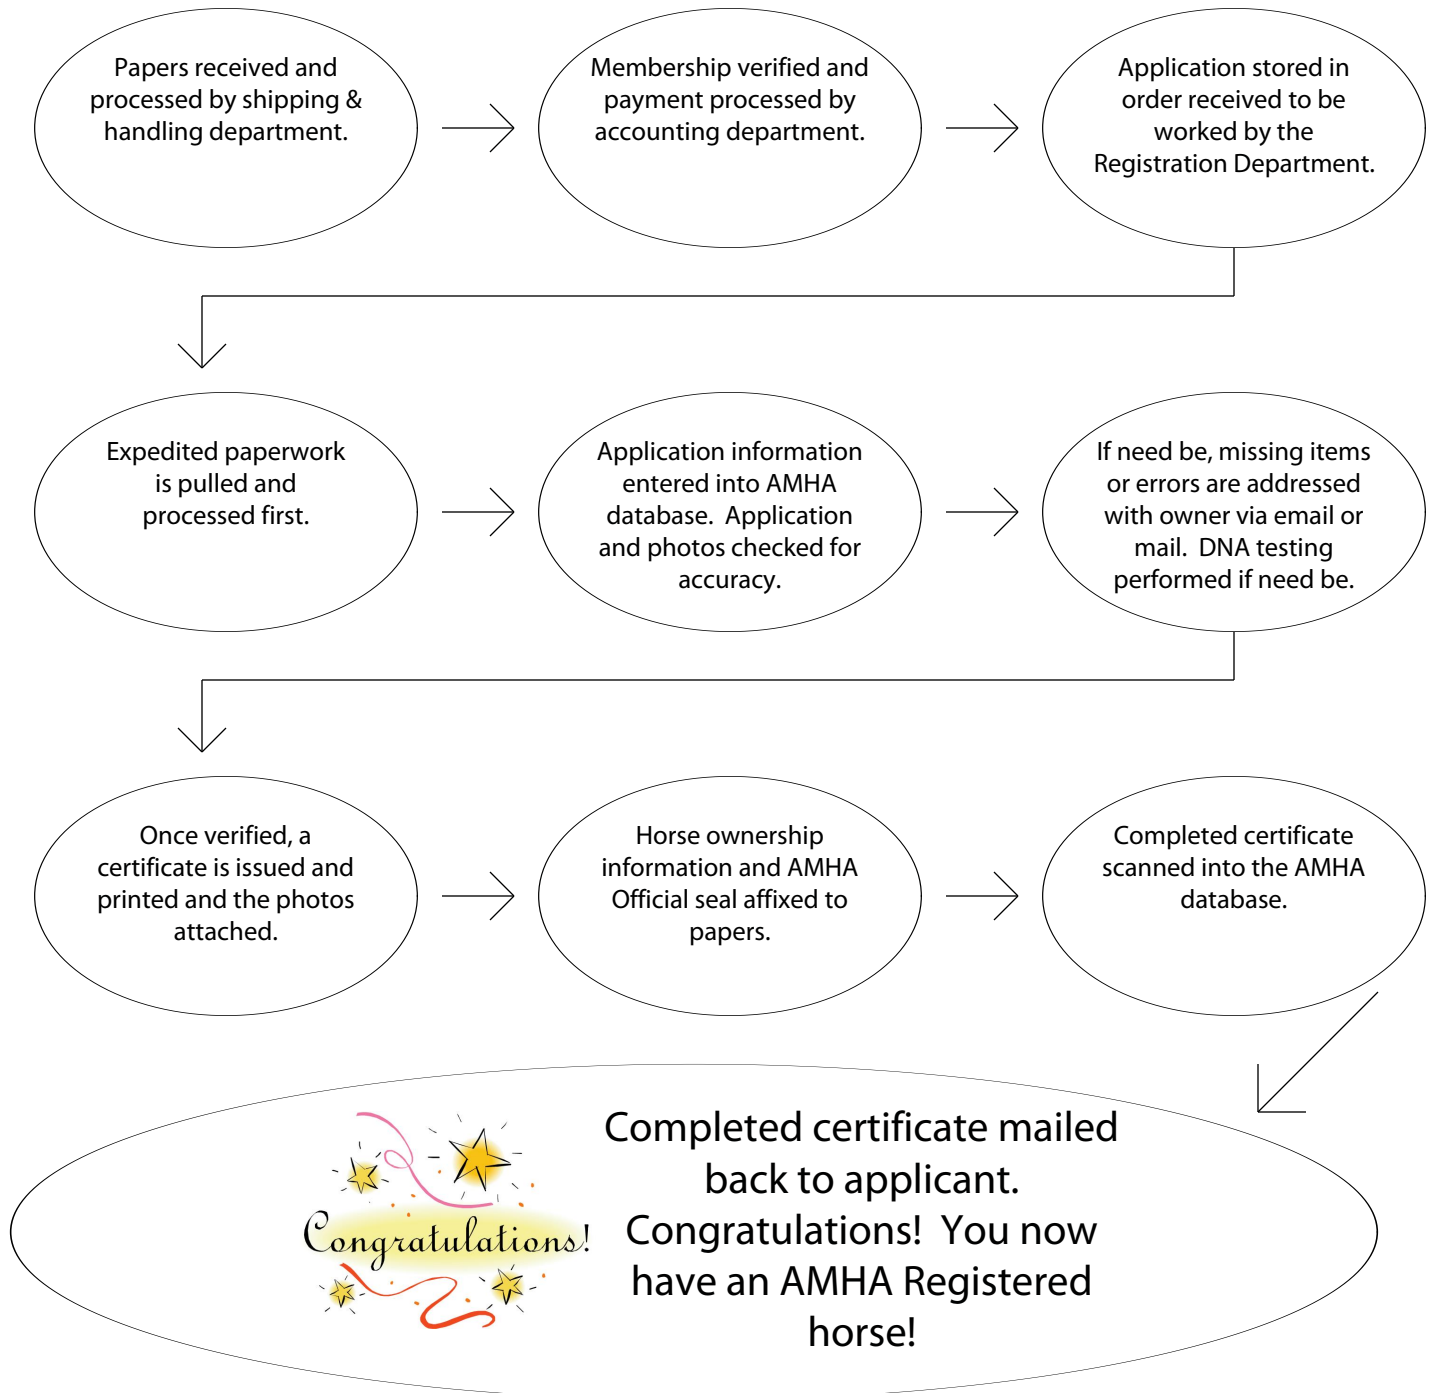 Papers received and
processed by shipping &
handling department.
Membership verified and
payment processed by
accounting department.
Application stored in
order received to be
worked by the
Registration Department.
Expedited paperwork
is pulled and
processed first.
Application information
entered into AMHA
database.  Application
and photos checked for
accuracy.
If need be, missing items
or errors are addressed
with owner via email or
mail.  DNA testing
performed if need be.
Once verified, a
certificate is issued and
printed and the photos
attached.
Horse ownership
information and AMHA
Official seal affixed to
papers.
Completed certificate
scanned into the AMHA
database.
Congratulations!
Completed certificate mailed
back to applicant.
Congratulations!  You now
have an AMHA Registered
horse!